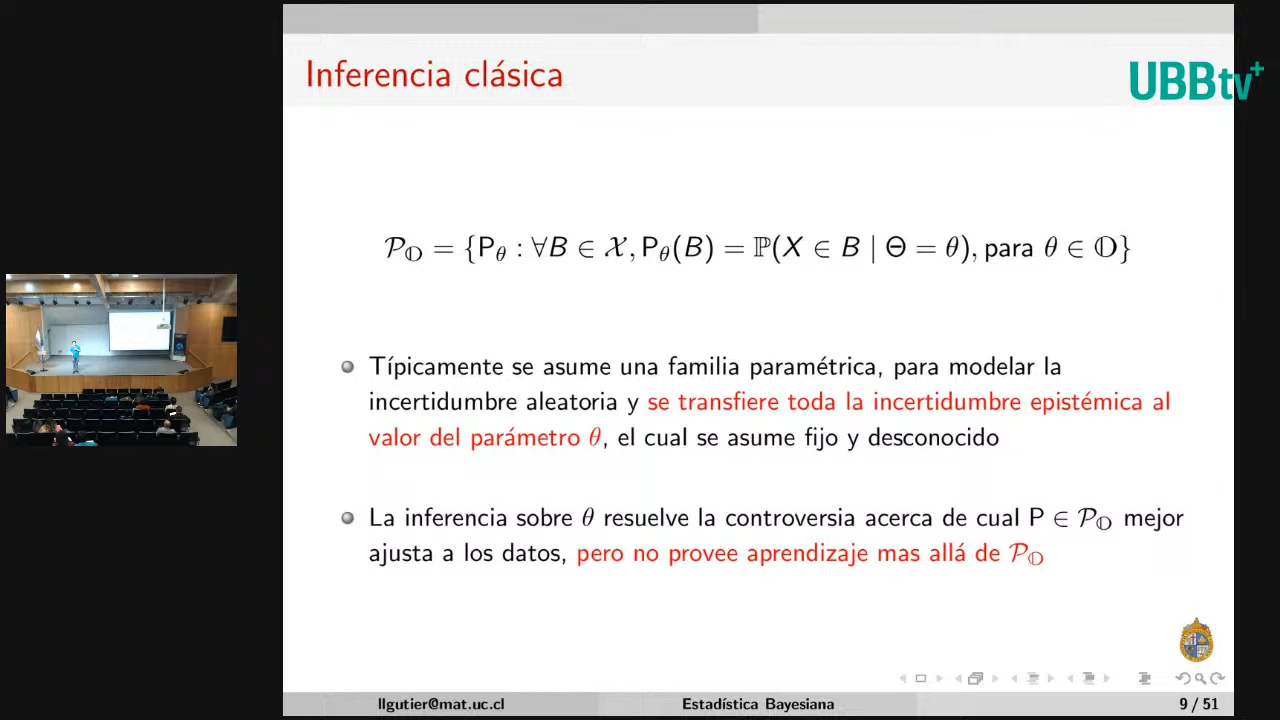 Inferencia clásica
UBBtv+
𝒫_𝕆 = {P_θ : ∀B ∈ 𝒳, P_θ(B) = ℙ(X ∈ B | Θ = θ), para θ ∈ 𝕆}
Típicamente se asume una familia paramétrica, para modelar la
incertidumbre aleatoria y se transfiere toda la incertidumbre epistémica al
valor del parámetro θ, el cual se asume fijo y desconocido
La inferencia sobre θ resuelve la controversia acerca de cual P ∈ 𝒫_𝕆 mejor
ajusta a los datos, pero no provee aprendizaje mas allá de 𝒫_𝕆
llgutier@mat.uc.cl Estadística Bayesiana 9 / 51